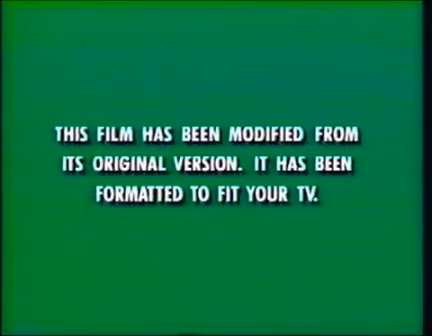 THIS FILM HAS BEEN MODIFIED FROM
ITS ORIGINAL VERSION. IT HAS BEEN
FORMATTED TO FIT YOUR TV.